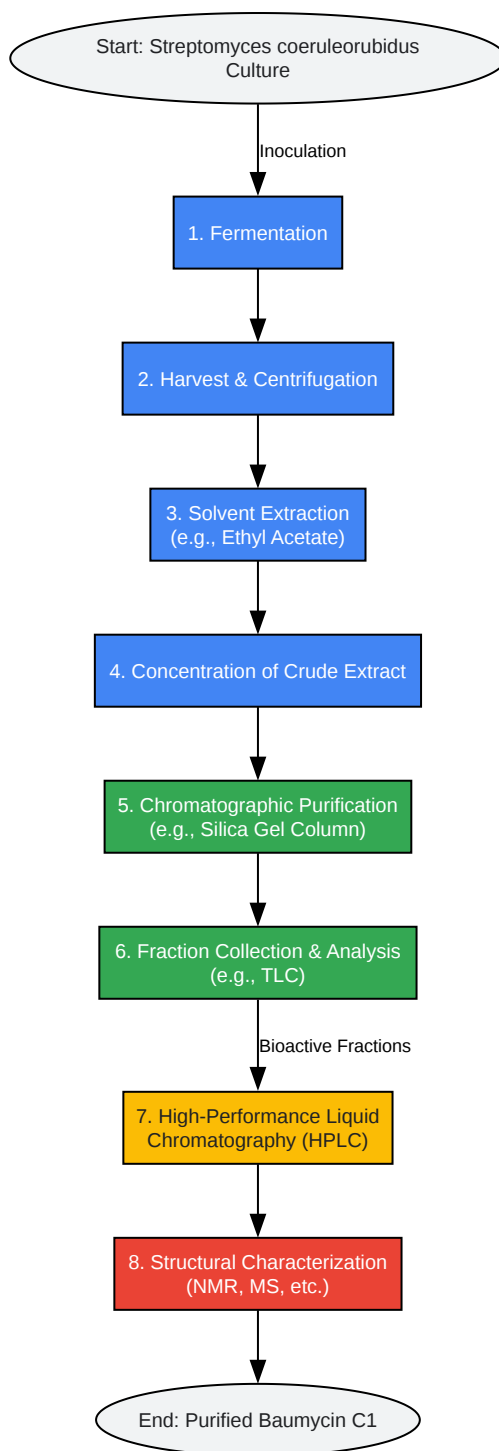 Start: Streptomyces coeruleorubidus
Culture
Inoculation
1. Fermentation
2. Harvest & Centrifugation
3. Solvent Extraction
(e.g., Ethyl Acetate)
4. Concentration of Crude Extract
5. Chromatographic Purification
(e.g., Silica Gel Column)
6. Fraction Collection & Analysis
(e.g., TLC)
Bioactive Fractions
7. High-Performance Liquid
Chromatography (HPLC)
8. Structural Characterization
(NMR, MS, etc.)
End: Purified Baumycin C1